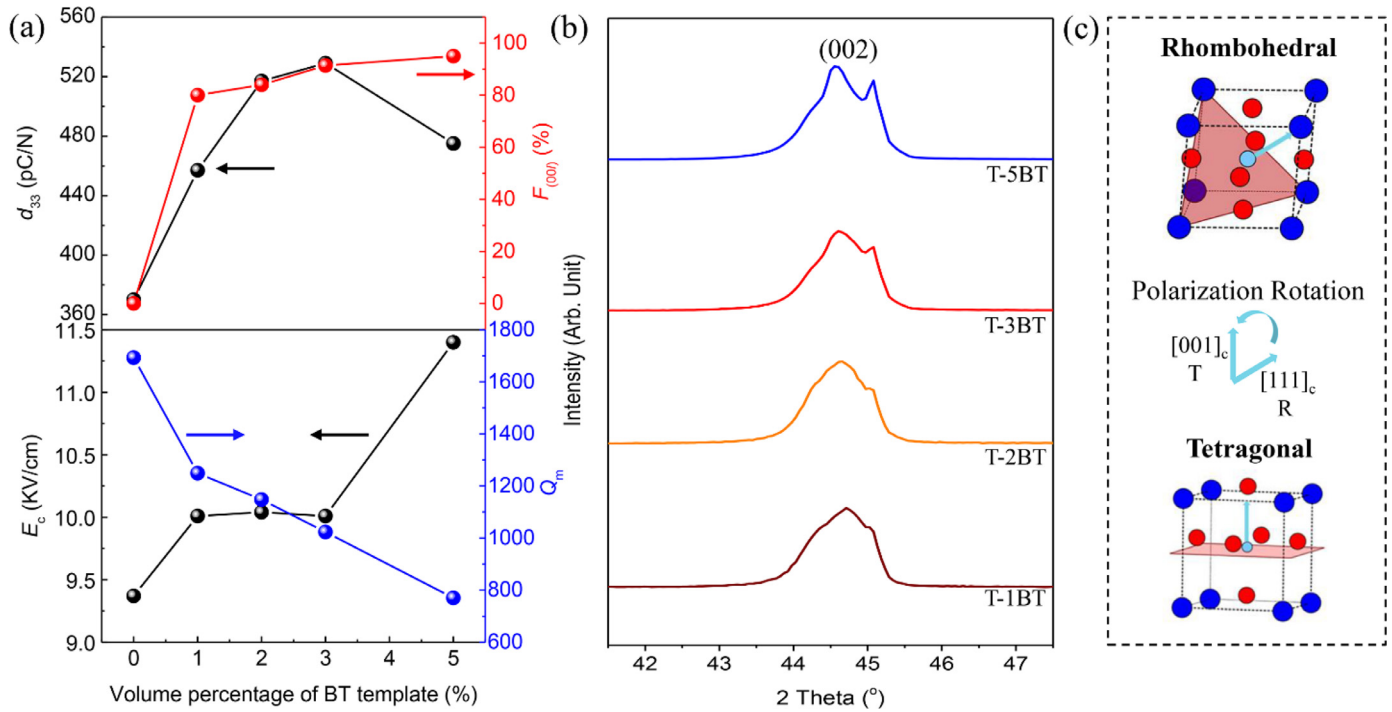 (a)
560
520
480
440
400
360
d33 (pC/N)
100
80
60
40
20
0
F(00l) (%)
11.5
11.0
10.5
10.0
9.5
9.0
Ec (KV/cm)
1800
1600
1400
1200
1000
800
600
Qm
0 1 2 3 5
Volume percentage of BT template (%)
(b)
(002)
T-5BT
T-3BT
T-2BT
T-1BT
Intensity (Arb. Unit)
42 43 44 45 46 47
2 Theta (o)
(c)
Rhombohedral
Polarization Rotation
[001]c
T
[111]c
R
Tetragonal